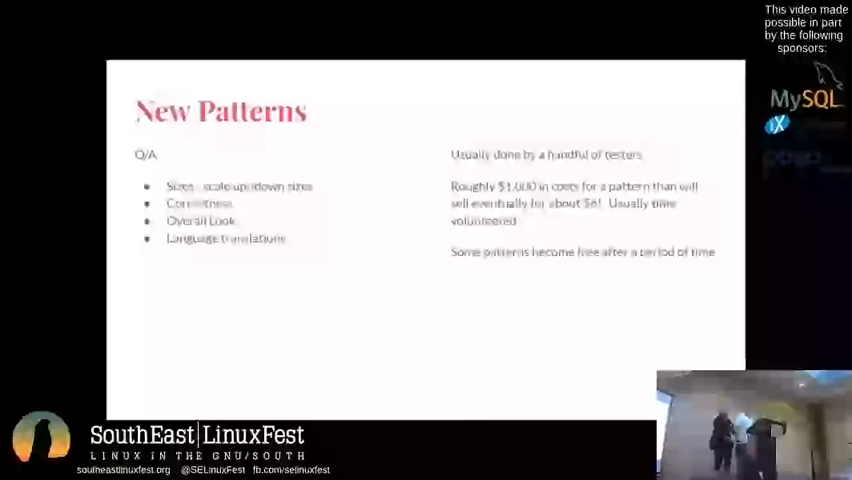 This video made
possible in part
by the following
sponsors:
MySQL
iX
New Patterns
Q/A
Sizes - scale up/down sizes
Correctness
Overall Look
Language translations
Usually done by a handful of testers
Roughly $1,000 in costs for a pattern than will
sell eventually for about $6! Usually time
volunteered
Some patterns become free after a period of time
SouthEast LinuxFest
LINUX IN THE GNU/SOUTH
southeastlinuxfest.org @SELinuxFest fb.com/selinuxfest